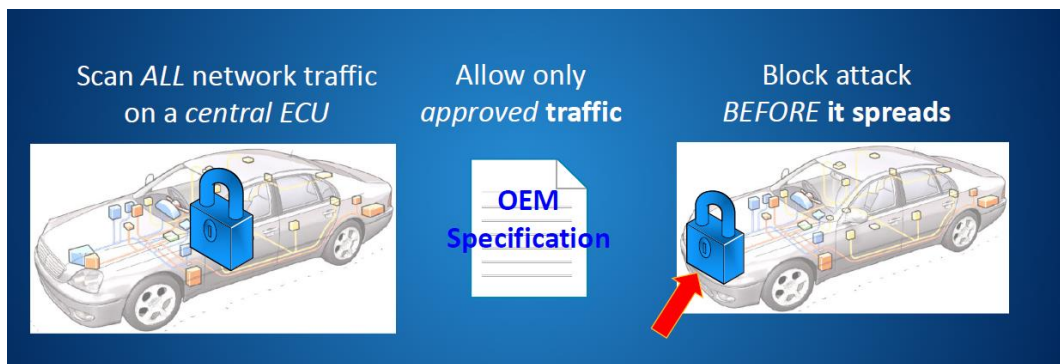 Scan ALL network traffic
on a central ECU
Allow only
approved traffic
OEM
Specification
Block attack
BEFORE it spreads